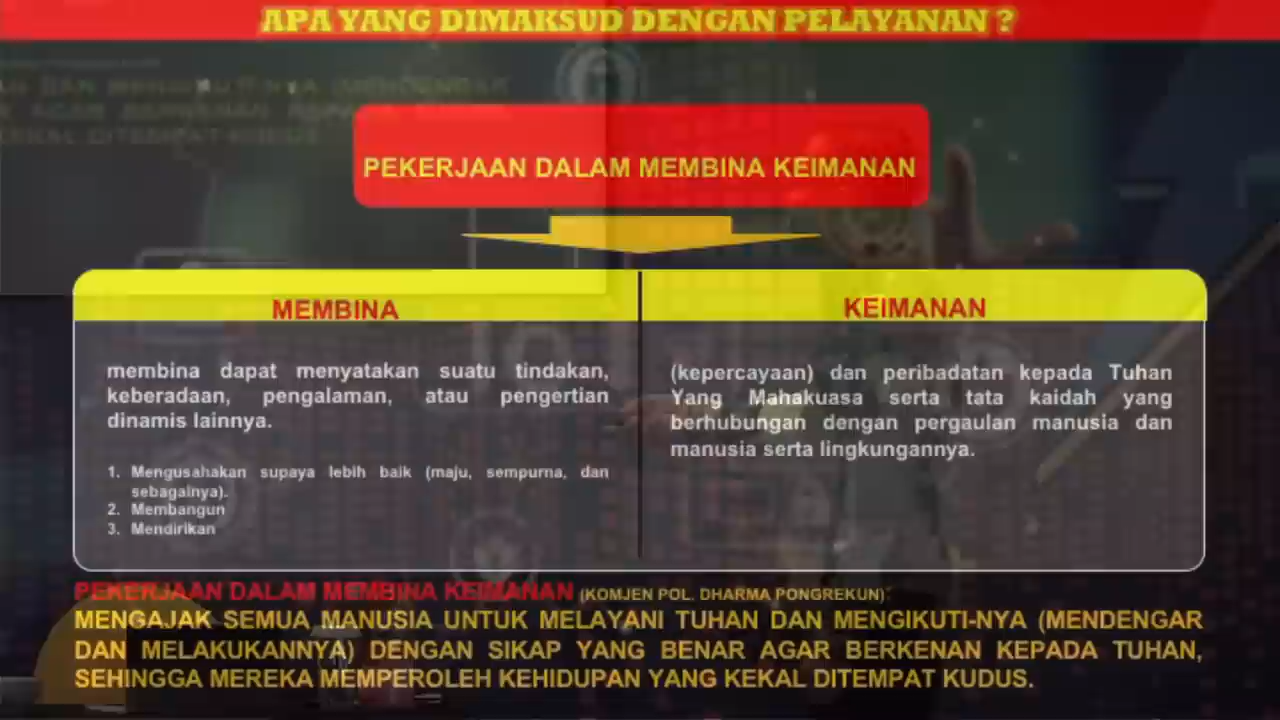 APA YANG DIMAKSUD DENGAN PELAYANAN ?
PEKERJAAN DALAM MEMBINA KEIMANAN
MEMBINA
membina dapat menyatakan suatu tindakan,
keberadaan, pengalaman, atau pengertian
dinamis lainnya.
1. Mengusahakan supaya lebih baik (maju, sempurna, dan
sebagainya).
2. Membangun
3. Mendirikan
KEIMANAN
(kepercayaan) dan peribadatan kepada Tuhan
Yang Mahakuasa serta tata kaidah yang
berhubungan dengan pergaulan manusia dan
manusia serta lingkungannya.
PEKERJAAN DALAM MEMBINA KEIMANAN (KOMJEN POL. DHARMA PONGREKUN):
MENGAJAK SEMUA MANUSIA UNTUK MELAYANI TUHAN DAN MENGIKUTI-NYA (MENDENGAR
DAN MELAKUKANNYA) DENGAN SIKAP YANG BENAR AGAR BERKENAN KEPADA TUHAN,
SEHINGGA MEREKA MEMPEROLEH KEHIDUPAN YANG KEKAL DITEMPAT KUDUS.